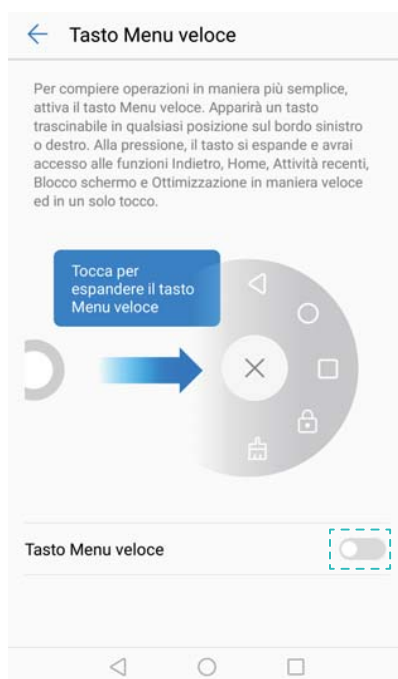 Tasto Menu veloce
Per compiere operazioni in maniera più semplice,
attiva il tasto Menu veloce. Apparirà un tasto
trascinabile in qualsiasi posizione sul bordo sinistro
o destro. Alla pressione, il tasto si espande e avrai
accesso alle funzioni Indietro, Home, Attività recenti,
Blocco schermo e Ottimizzazione in maniera veloce
ed in un solo tocco.
Tocca per
espandere il tasto
Menu veloce
Tasto Menu veloce